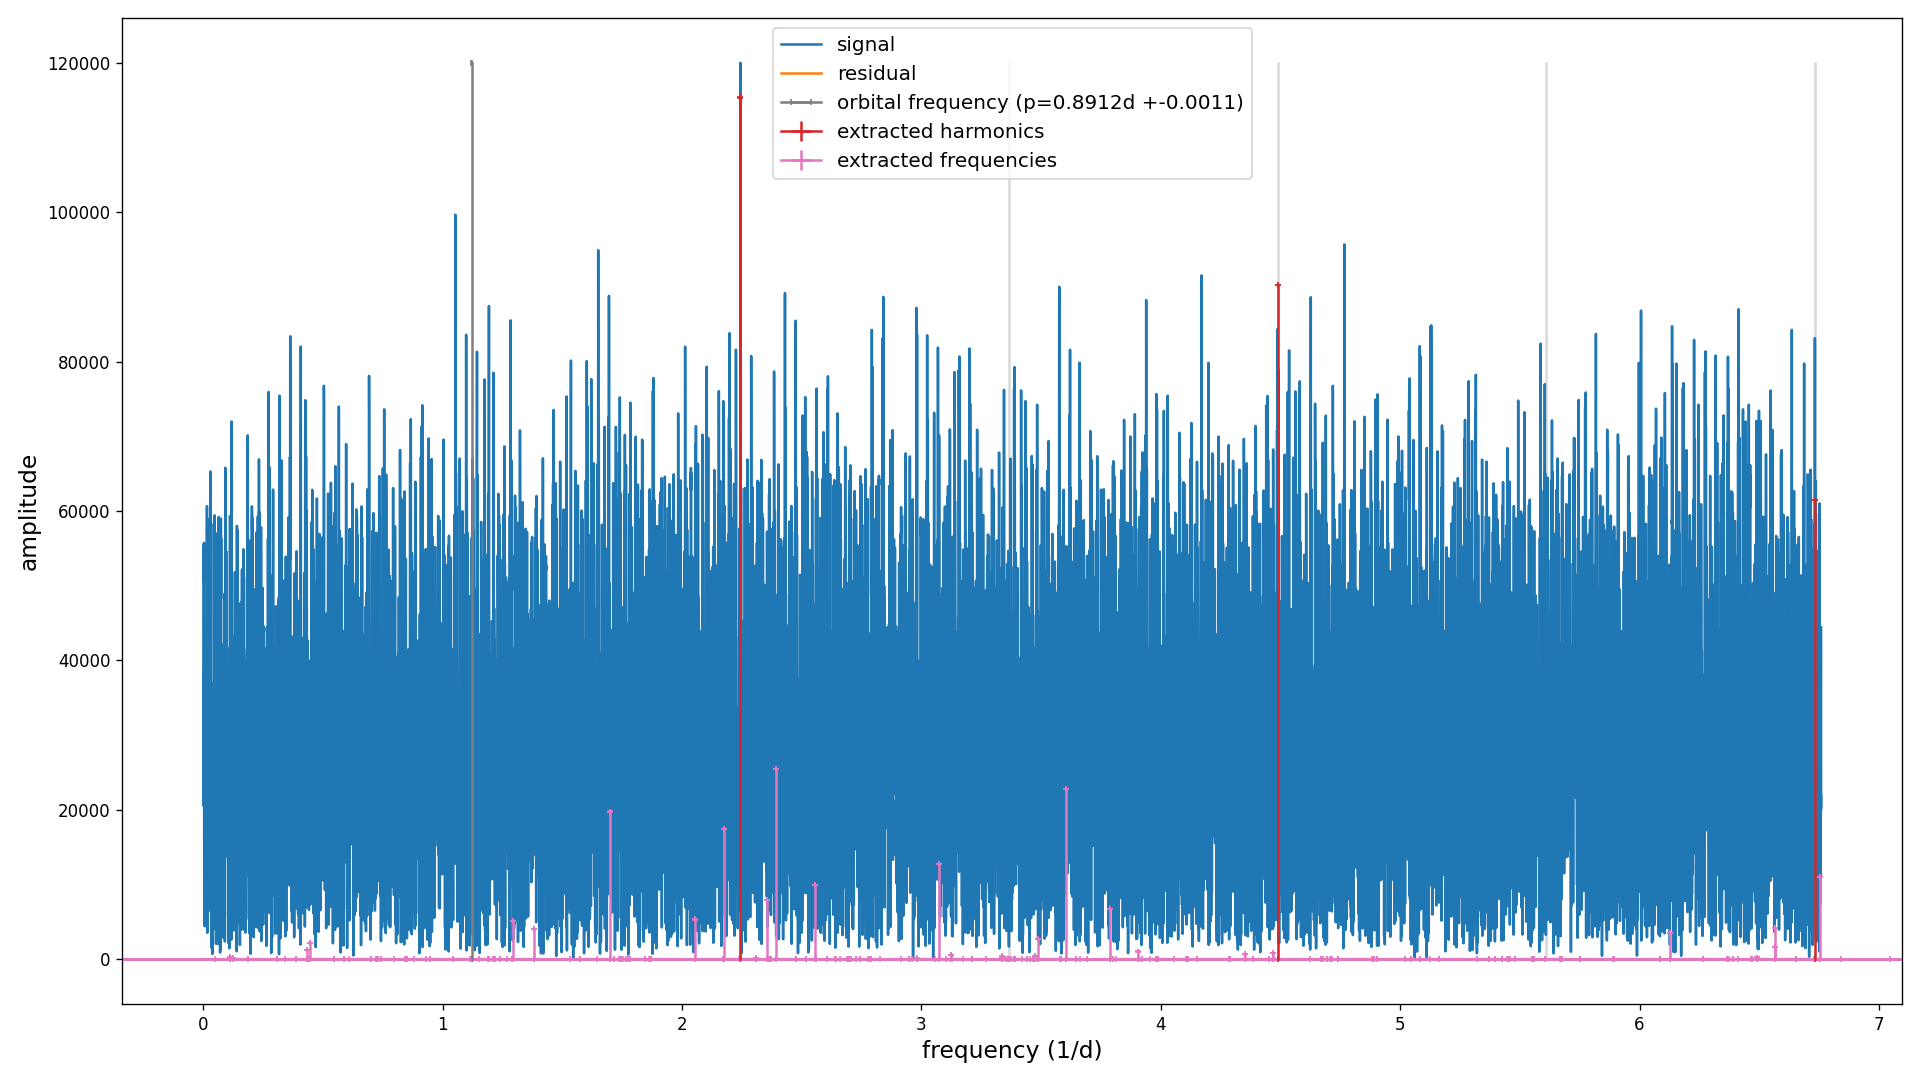 signal
residual
orbital frequency (p=0.8912d +-0.0011)
extracted harmonics
extracted frequencies
120000
100000
80000
60000
40000
20000
0
amplitude
0 1 2 3 4 5 6 7
frequency (1/d)